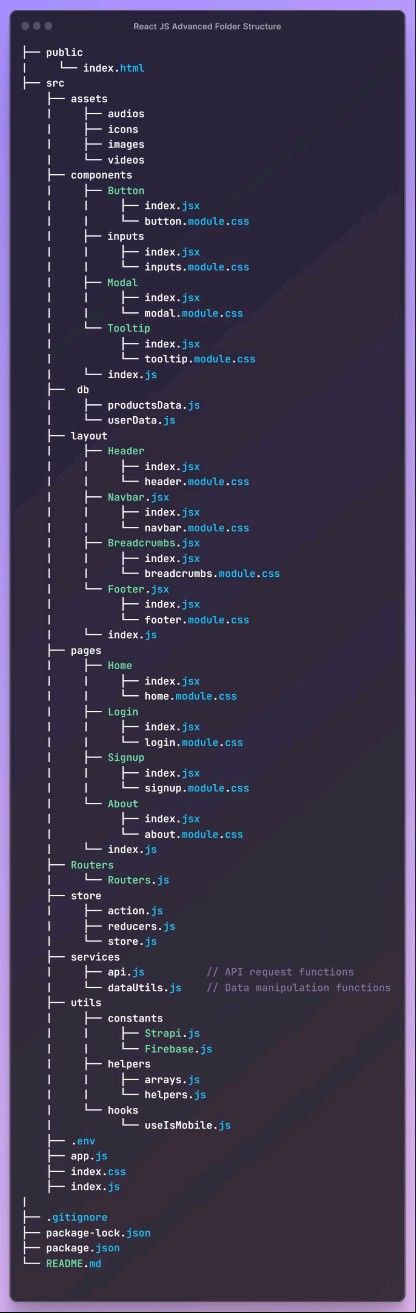 React JS Advanced Folder Structure
├── public
│    └── index.html
├── src
│   ├── assets
│   │    ├── audios
│   │    ├── icons
│   │    ├── images
│   │    └── videos
│   ├── components
│   │    ├── Button
│   │    │    ├── index.jsx
│   │    │    └── button.module.css
│   │    ├── inputs
│   │    │    ├── index.jsx
│   │    │    └── inputs.module.css
│   │    ├── Modal
│   │    │    ├── index.jsx
│   │    │    └── modal.module.css
│   │    └── Tooltip
│   │         ├── index.jsx
│   │         └── tooltip.module.css
│   │    └── index.js
│   ├── db
│   │    ├── productsData.js
│   │    └── userData.js
│   ├── layout
│   │    ├── Header
│   │    │    ├── index.jsx
│   │    │    └── header.module.css
│   │    ├── Navbar.jsx
│   │    │    ├── index.jsx
│   │    │    └── navbar.module.css
│   │    ├── Breadcrumbs.jsx
│   │    │    ├── index.jsx
│   │    │    └── breadcrumbs.module.css
│   │    └── Footer.jsx
│   │         ├── index.jsx
│   │         └── footer.module.css
│   │    └── index.js
│   ├── pages
│   │    ├── Home
│   │    │    ├── index.jsx
│   │    │    └── home.module.css
│   │    ├── Login
│   │    │    ├── index.jsx
│   │    │    └── login.module.css
│   │    ├── Signup
│   │    │    ├── index.jsx
│   │    │    └── signup.module.css
│   │    └── About
│   │         ├── index.jsx
│   │         └── about.module.css
│   │    └── index.js
│   ├── Routers
│   │    └── Routers.js
│   ├── store
│   │    ├── action.js
│   │    ├── reducers.js
│   │    └── store.js
│   ├── services
│   │    ├── api.js          // API request functions
│   │    └── dataUtils.js    // Data manipulation functions
│   ├── utils
│   │    ├── constants
│   │    │    ├── Strapi.js
│   │    │    └── Firebase.js
│   │    ├── helpers
│   │    │    ├── arrays.js
│   │    │    └── helpers.js
│   │    └── hooks
│   │         └── useIsMobile.js
│   ├── .env
│   ├── app.js
│   ├── index.css
│   ├── index.js
|
├── .gitignore
├── package-lock.json
├── package.json
└── README.md